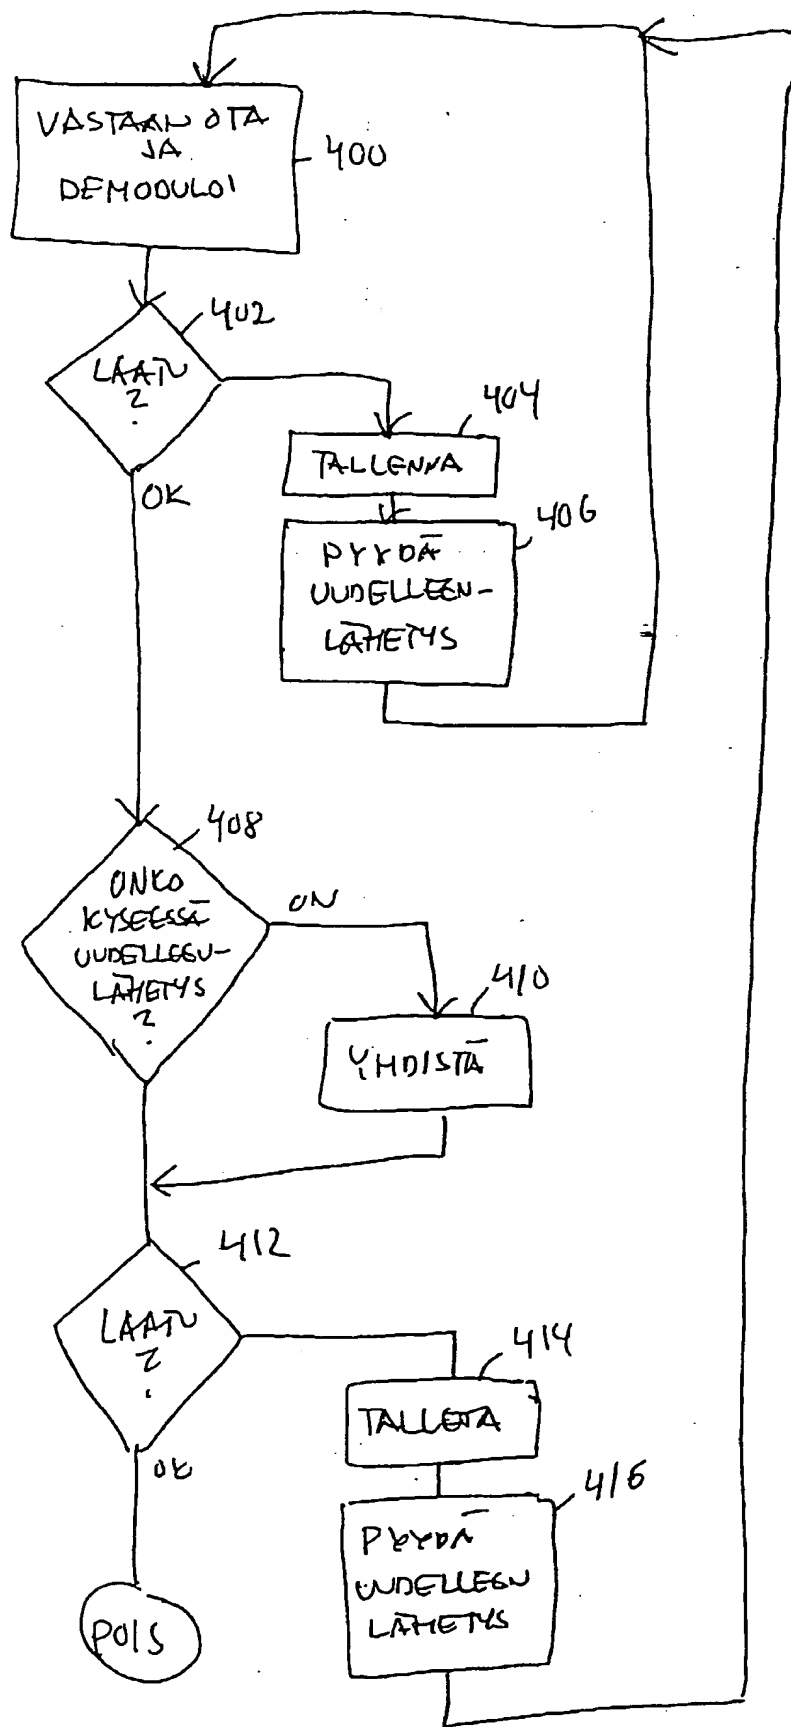 VASTAANOTA
JA
DEMODULOI
400
402
LAATU
?
OK
404
TALLENNA
406
PYYDÄ
UUDELLEEN-
LÄHETYS
408
ONKO
KYSEESSÄ
UUDELLEEN-
LÄHETYS
?
ON
410
YHDISTÄ
412
LAATU
?
OK
414
TALLETA
416
PYYDÄ
UUDELLEEN
LÄHETYS
POIS